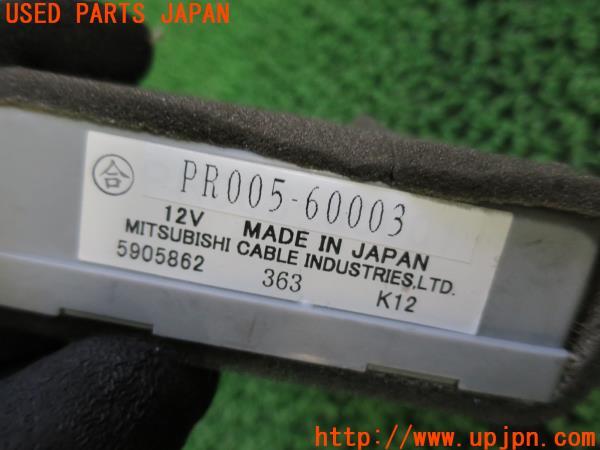 USED PARTS JAPAN
合
PR005-60003
12V MADE IN JAPAN
MITSUBISHI CABLE INDUSTRIES,LTD.
5905862 363 K12
http://www.upjpn.com/